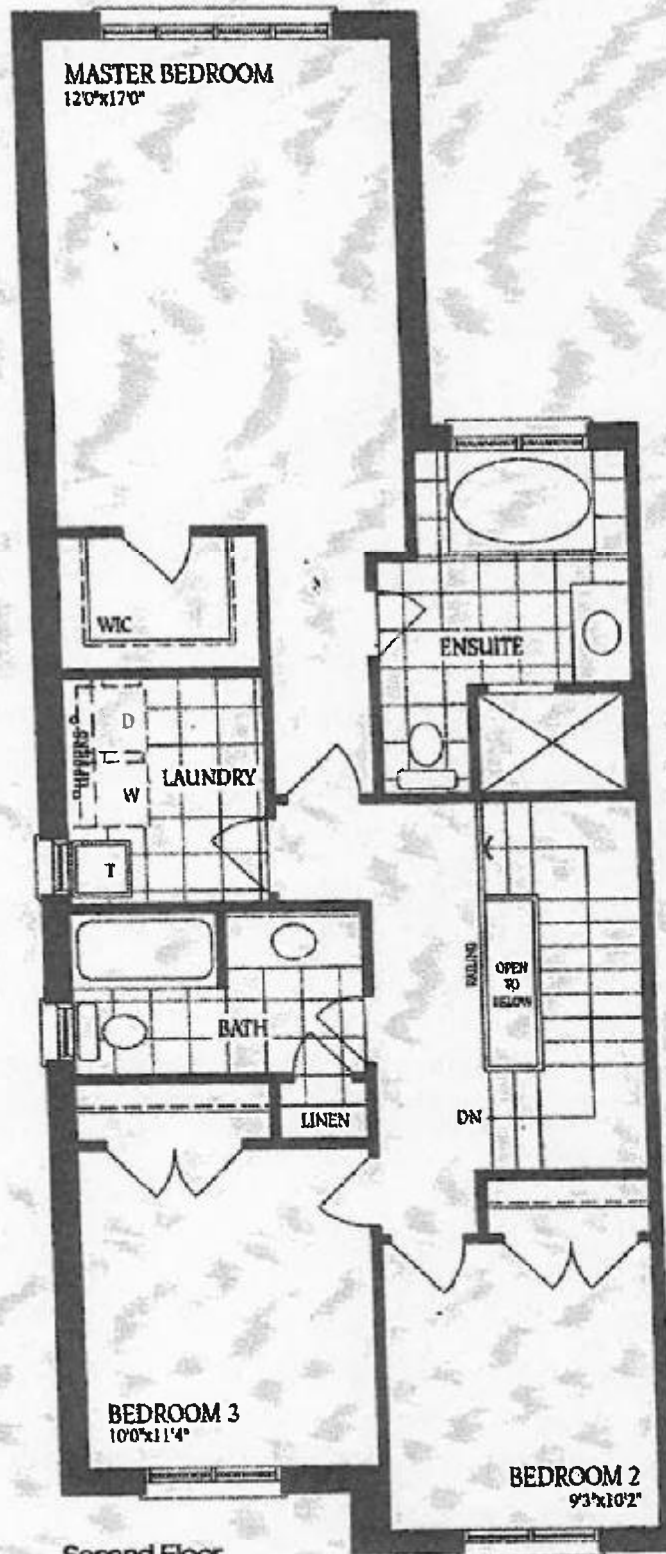 MASTER BEDROOM
12'0"x17'0"
WIC
ENSUITE
D
UPPERS
W
LAUNDRY
T
RAILING
OPEN
TO
BELOW
BATH
LINEN
DN
BEDROOM 3
10'0"x11'4"
BEDROOM 2
9'3"x10'2"
Second Floor